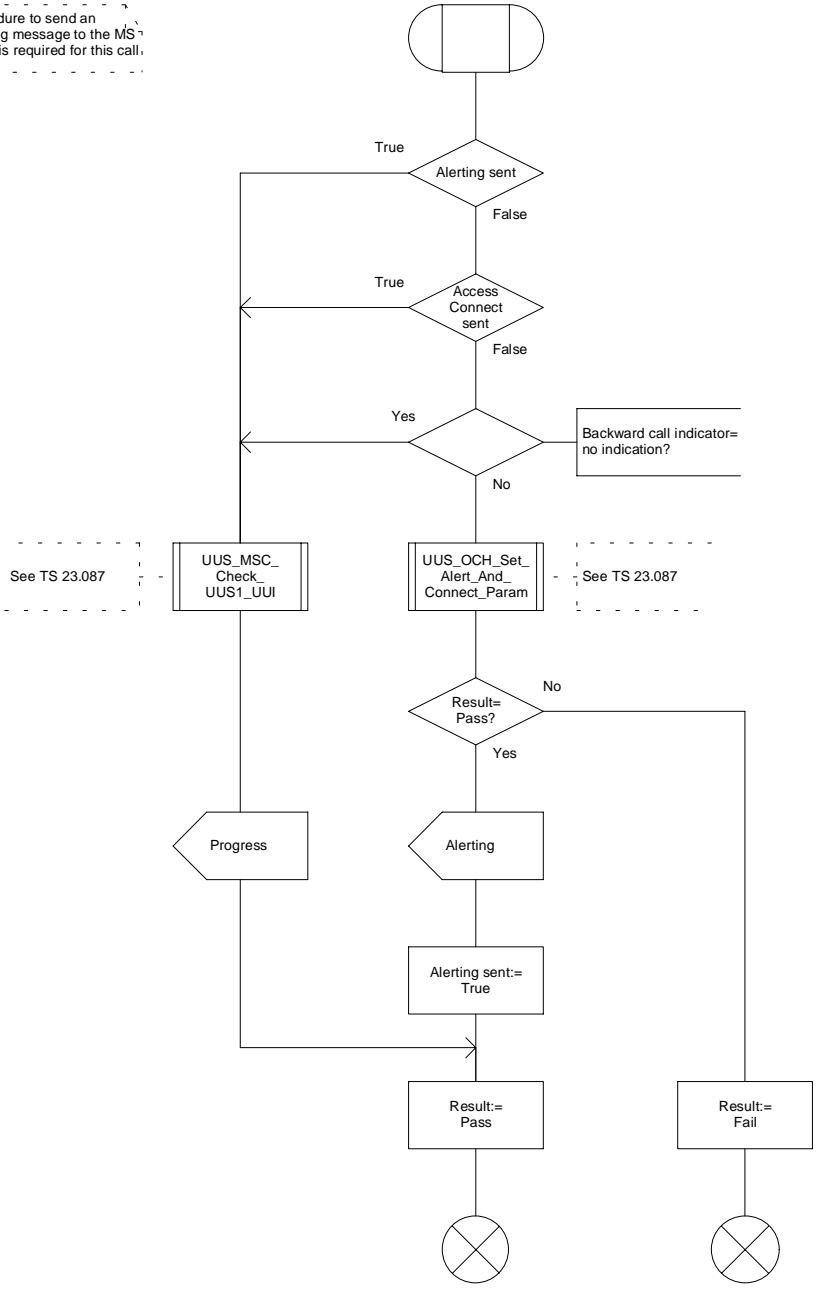 dure to send an
g message to the MS
is required for this call
True
Alerting sent
False
True
Access
Connect
sent
False
Yes
Backward call indicator=
no indication?
No
See TS 23.087
UUS_MSC_
Check_
UUS1_UUI
UUS_OCH_Set_
Alert_And_
Connect_Param
See TS 23.087
Result=
Pass?
No
Yes
Progress
Alerting
Alerting sent:=
True
Result:=
Pass
Result:=
Fail